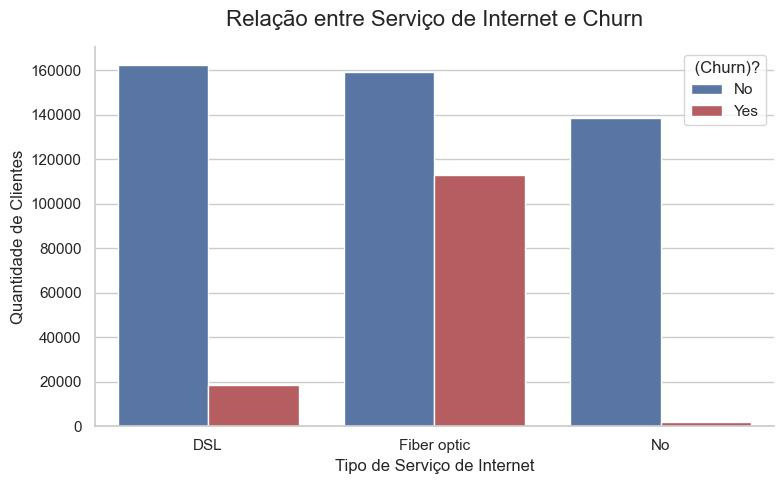 Relação entre Serviço de Internet e Churn
(Churn)?
No
Yes
160000
140000
120000
100000
80000
60000
40000
20000
0
Quantidade de Clientes
DSL
Fiber optic
No
Tipo de Serviço de Internet